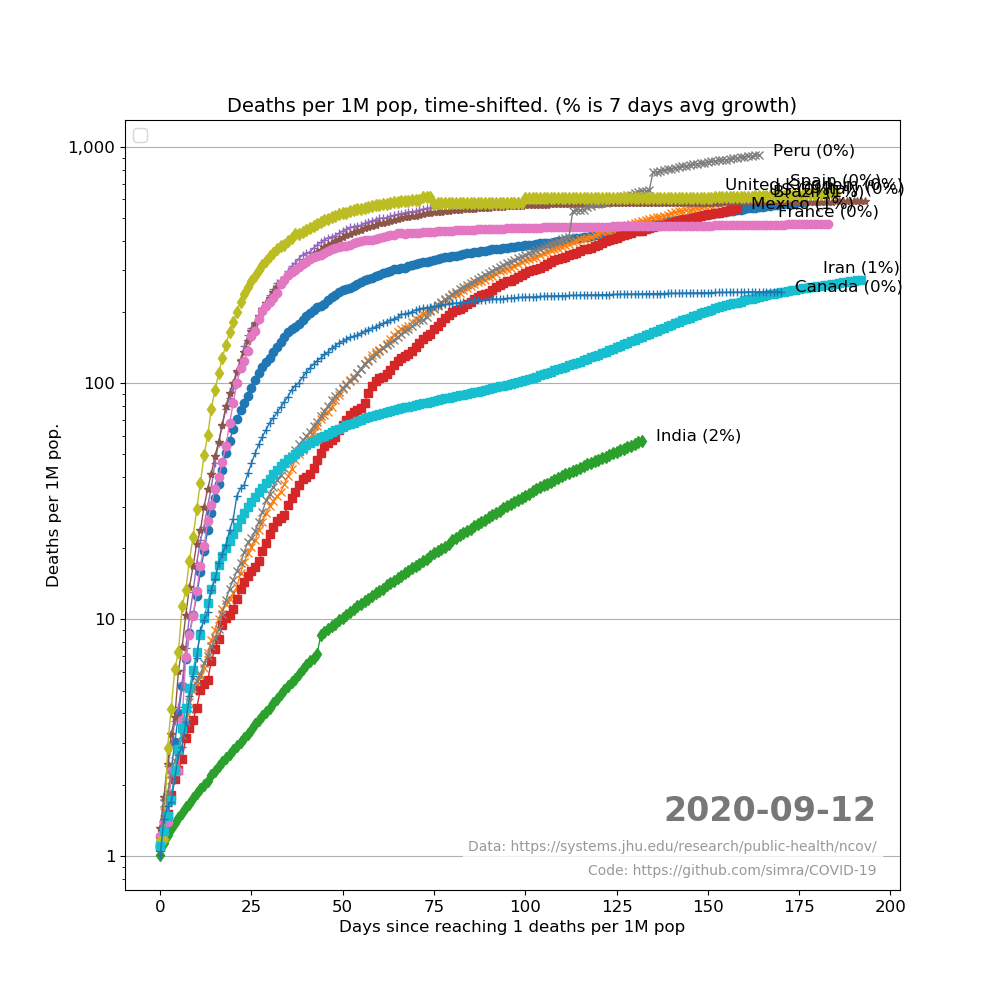 Deaths per 1M pop, time-shifted. (% is 7 days avg growth)
1,000
100
10
1
Deaths per 1M pop.
Peru (0%)
Spain (0%)
United Kingdom (0%)
Mexico (1%)
France (0%)
Iran (1%)
Canada (0%)
India (2%)
2020-09-12
Data: https://systems.jhu.edu/research/public-health/ncov/
Code: https://github.com/simra/COVID-19
0 25 50 75 100 125 150 175 200
Days since reaching 1 deaths per 1M pop